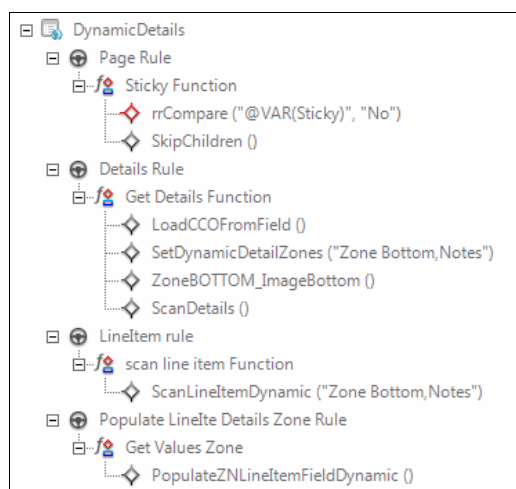 DynamicDetails
Page Rule
Sticky Function
rrCompare ("@VAR(Sticky)", "No")
SkipChildren ()
Details Rule
Get Details Function
LoadCCOFromField ()
SetDynamicDetailZones ("Zone Bottom,Notes")
ZoneBOTTOM_ImageBottom ()
ScanDetails ()
LineItem rule
scan line item Function
ScanLineItemDynamic ("Zone Bottom,Notes")
Populate LineIte Details Zone Rule
Get Values Zone
PopulateZNLineItemFieldDynamic ()